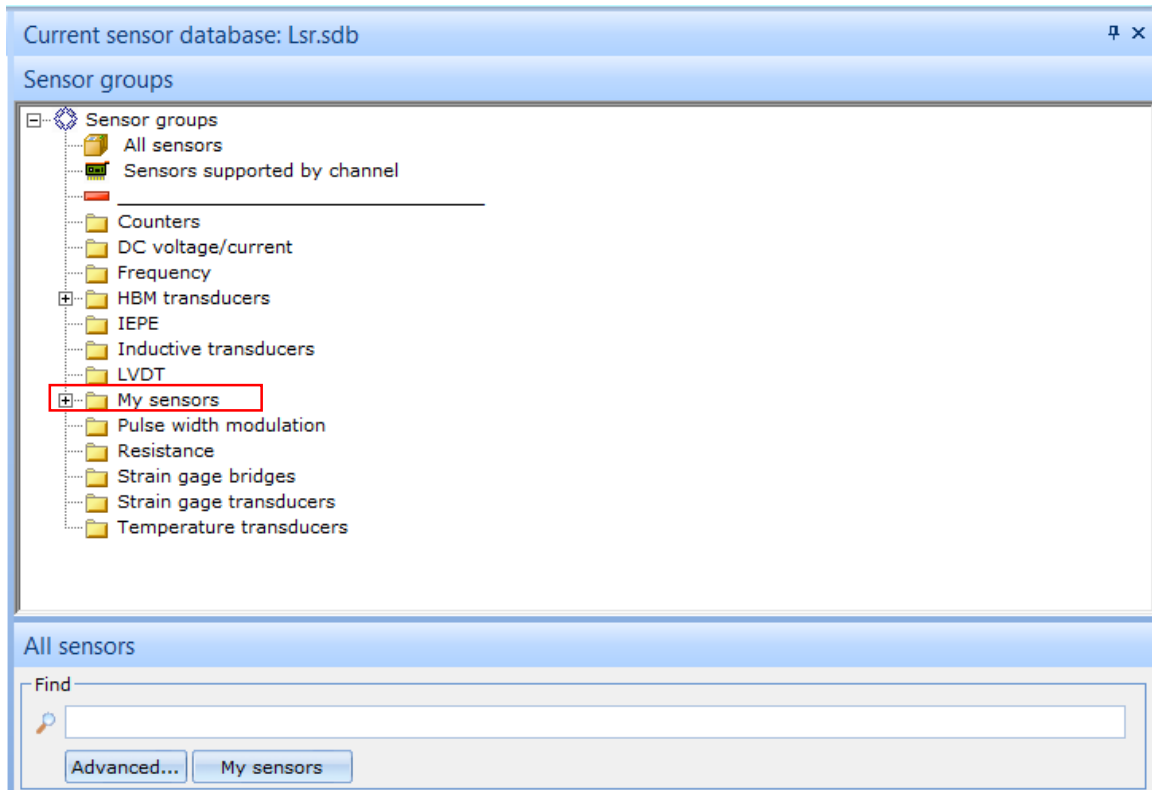 Current sensor database: Lsr.sdb
Sensor groups
Sensor groups
All sensors
Sensors supported by channel
Counters
DC voltage/current
Frequency
HBM transducers
IEPE
Inductive transducers
LVDT
My sensors
Pulse width modulation
Resistance
Strain gage bridges
Strain gage transducers
Temperature transducers
All sensors
Find
Advanced... My sensors